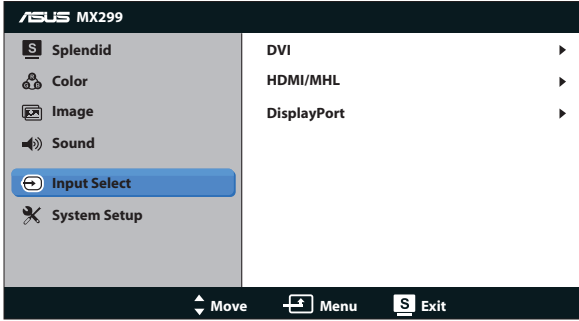 ASUS MX299
S Splendid
Color
Image
Sound
Input Select
System Setup
DVI
HDMI/MHL
DisplayPort
Move Menu S Exit